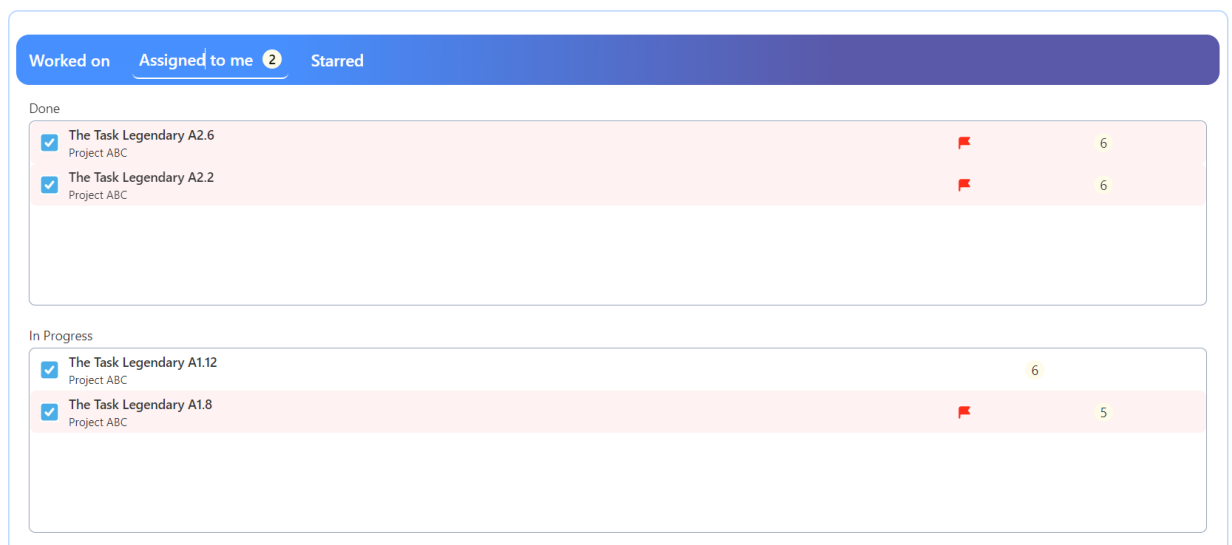 Worked on Assigned to me 2 Starred
Done
The Task Legendary A2.6
Project ABC
6
The Task Legendary A2.2
Project ABC
6
In Progress
The Task Legendary A1.12
Project ABC
6
The Task Legendary A1.8
Project ABC
5